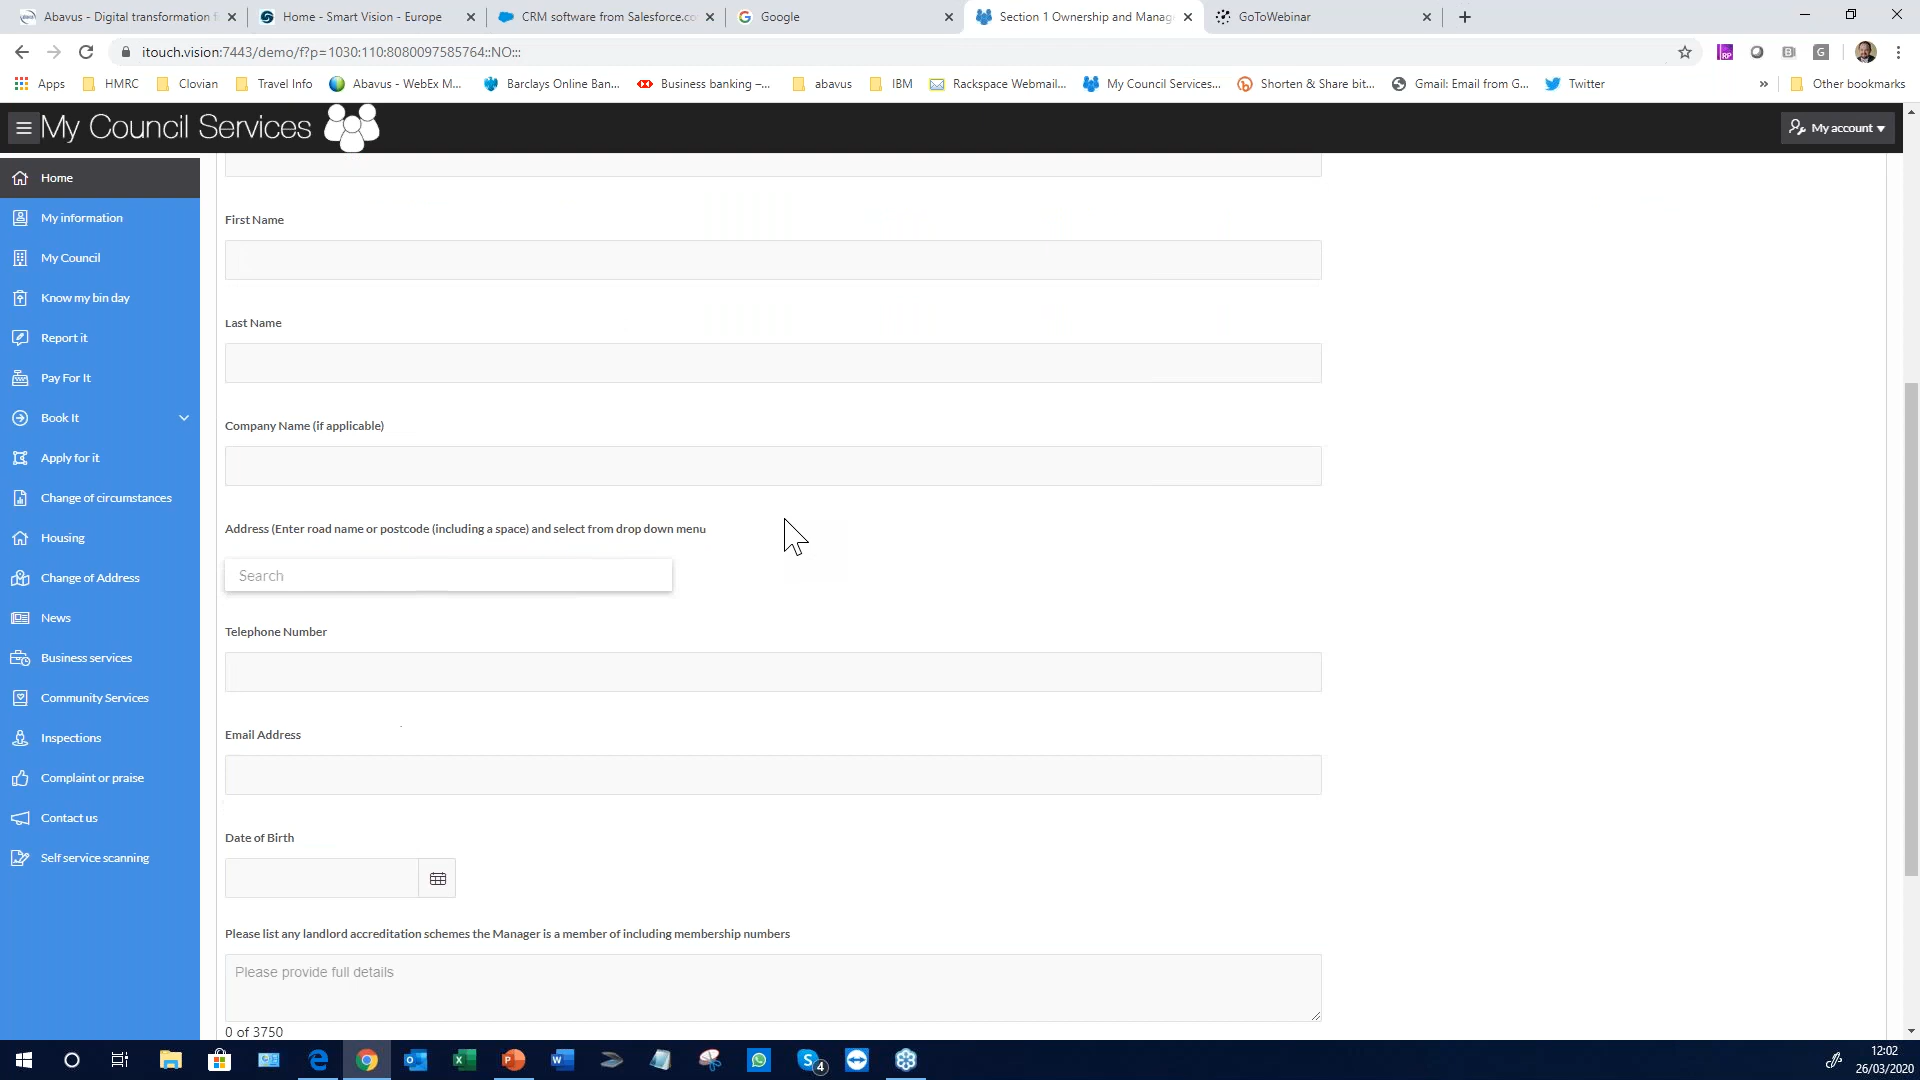 Abavus - Digital transformation f
Home - Smart Vision - Europe
CRM software from Salesforce.co
Google
Section 1 Ownership and Manag
GoToWebinar
itouch.vision:7443/demo/f?p=1030:110:8080097585764::NO:::
Apps
HMRC
Clovian
Travel Info
Abavus - WebEx M...
Barclays Online Ban...
Business banking –...
abavus
IBM
Rackspace Webmail...
My Council Services...
Shorten & Share bit...
Gmail: Email from G...
Twitter
»
Other bookmarks
My Council Services
My account
Home
My information
My Council
Know my bin day
Report it
Pay For It
Book It
Apply for it
Change of circumstances
Housing
Change of Address
News
Business services
Community Services
Inspections
Complaint or praise
Contact us
Self service scanning
First Name
Last Name
Company Name (if applicable)
Address (Enter road name or postcode (including a space) and select from drop down menu
Search
Telephone Number
Email Address
Date of Birth
Please list any landlord accreditation schemes the Manager is a member of including membership numbers
Please provide full details
0 of 3750
12:02
26/03/2020